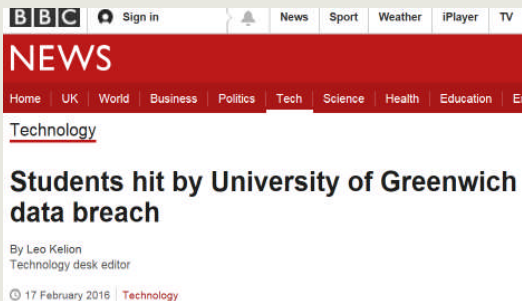 BBC Sign in News Sport Weather iPlayer TV
NEWS
Home UK World Business Politics Tech Science Health Education
Technology
Students hit by University of Greenwich
data breach
By Leo Kelion
Technology desk editor
17 February 2016 Technology